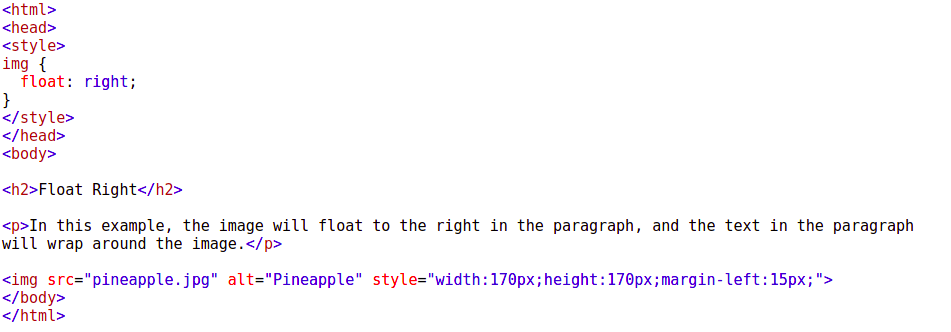 <html>
<head>
<style>
img {
  float: right;
}
</style>
</head>
<body>

<h2>Float Right</h2>

<p>In this example, the image will float to the right in the paragraph, and the text in the paragraph
will wrap around the image.</p>

<img src="pineapple.jpg" alt="Pineapple" style="width:170px;height:170px;margin-left:15px;">
</body>
</html>